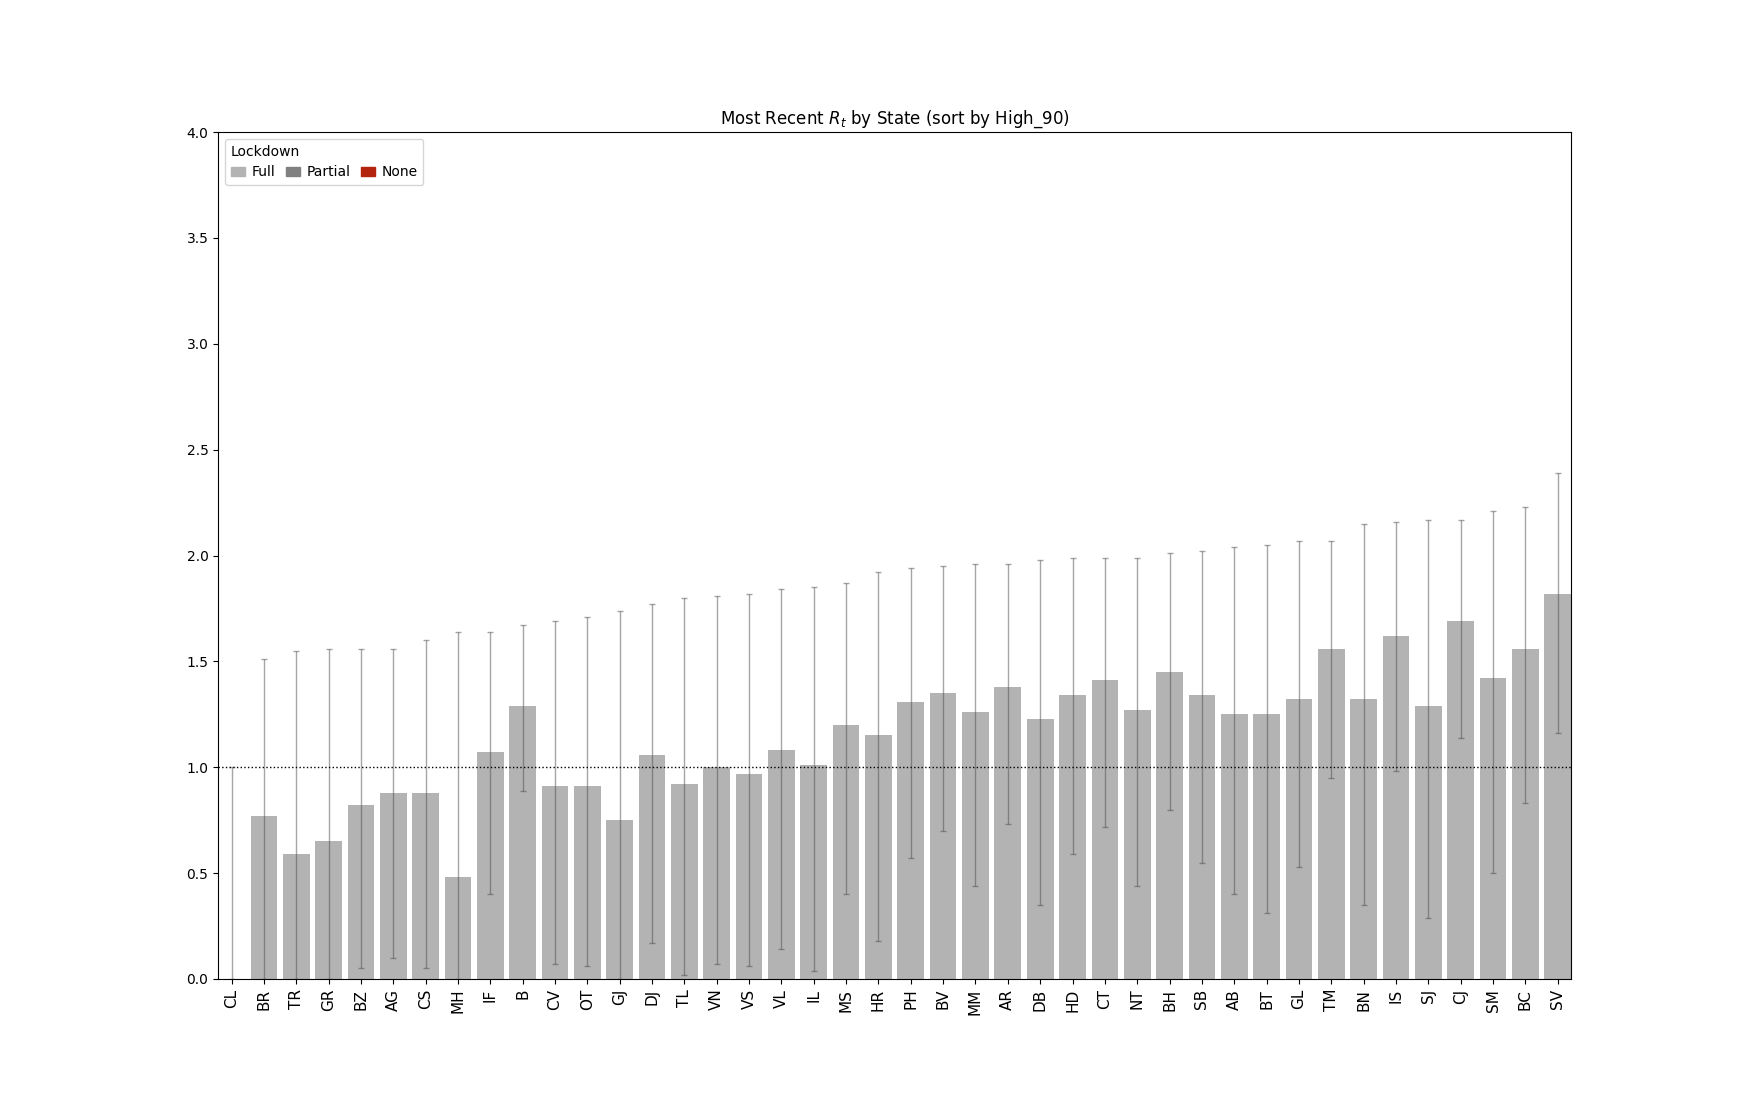 Most Recent R_t by State (sort by High_90)
Lockdown
Full Partial None
4.0
3.5
3.0
2.5
2.0
1.5
1.0
0.5
0.0
CL BR TR GR BZ AG CS MH IF B CV OT GJ DJ TL VN VS VL IL MS HR PH BV MM AR DB HD CT NT BH SB AB BT GL TM BN IS SJ CJ SM BC SV